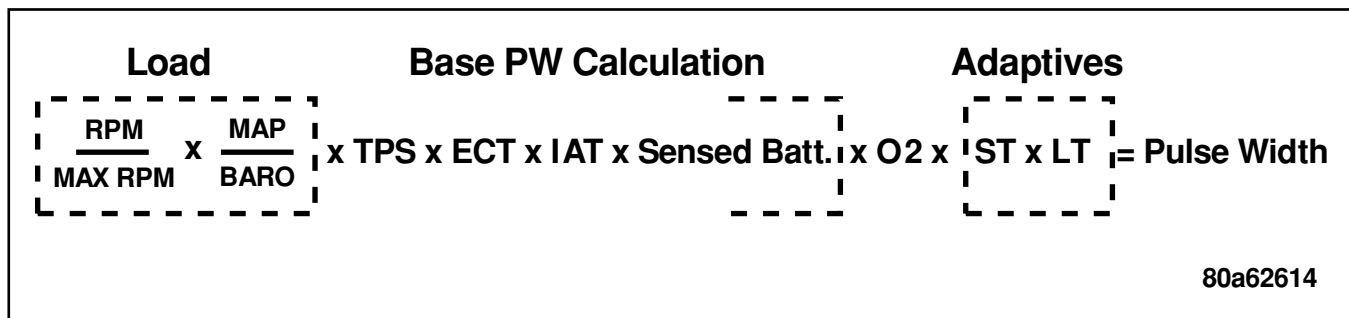 Load Base PW Calculation Adaptives
RPM MAP
x x TPS x ECT x IAT x Sensed Batt. x O2 x ST x LT = Pulse Width
MAX RPM BARO
80a62614